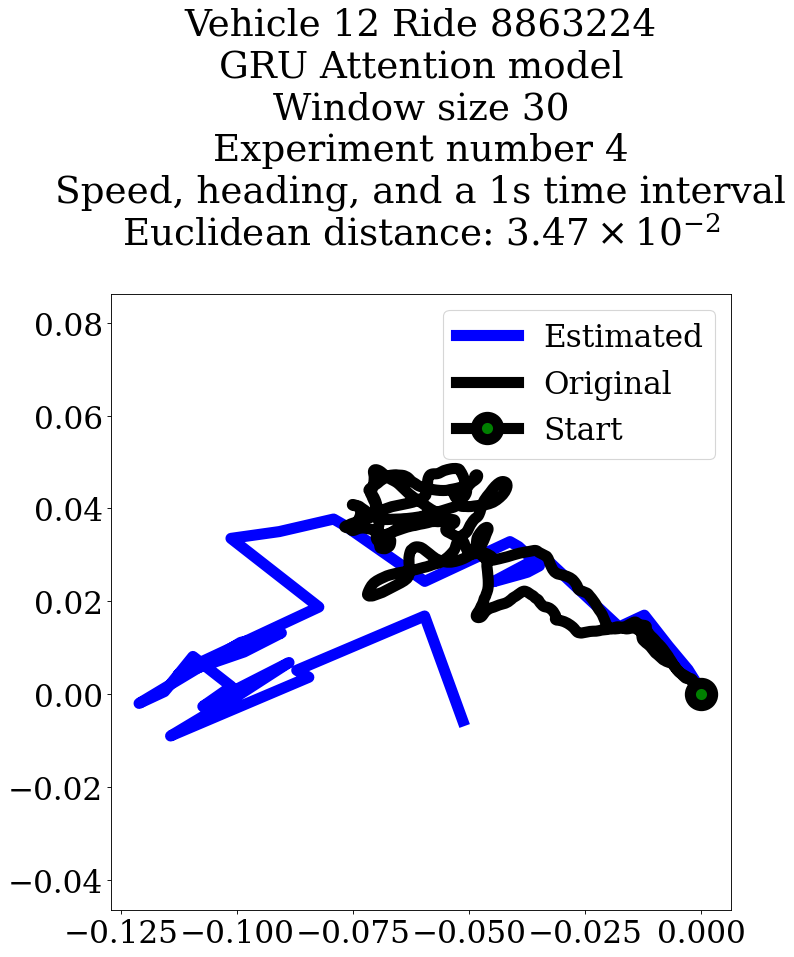 Vehicle 12 Ride 8863224
GRU Attention model
Window size 30
Experiment number 4
Speed, heading, and a 1s time interval
Euclidean distance: 3.47 × 10⁻²
Estimated
Original
Start
0.08
0.06
0.04
0.02
0.00
−0.02
−0.04
−0.125 −0.100 −0.075 −0.050 −0.025 0.000